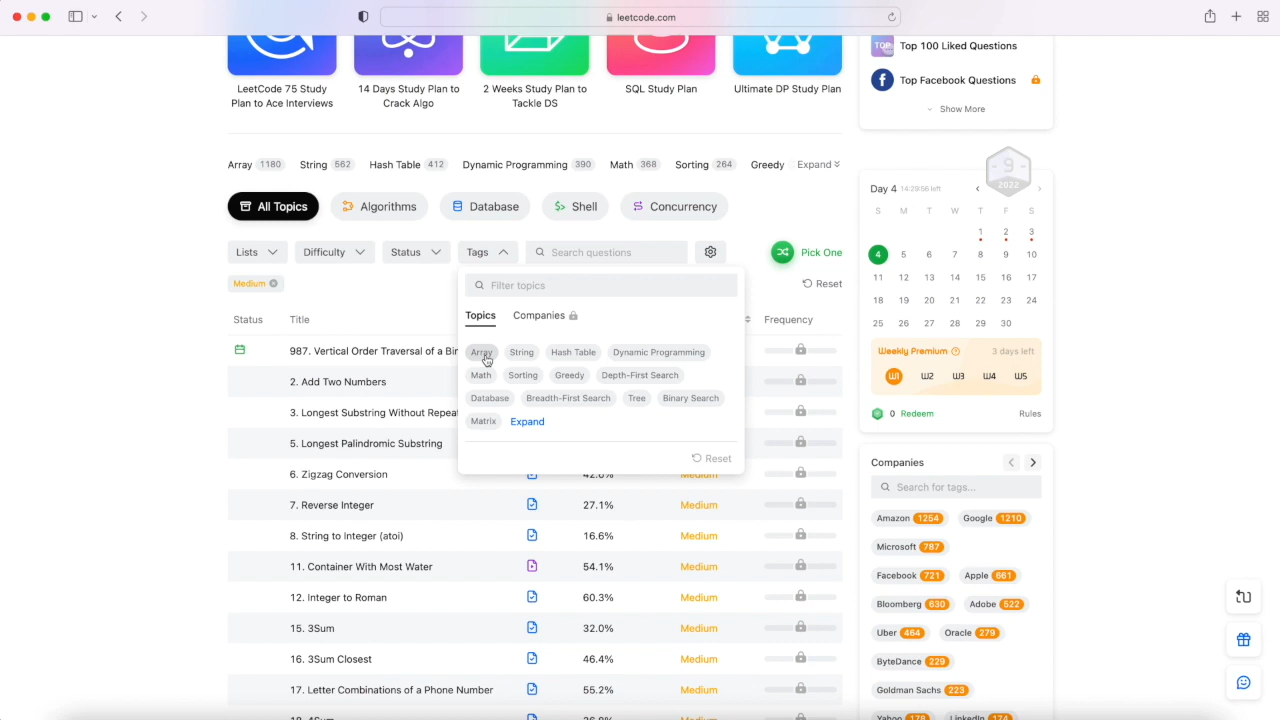 leetcode.com
LeetCode 75 Study
Plan to Ace Interviews
14 Days Study Plan to
Crack Algo
2 Weeks Study Plan to
Tackle DS
SQL Study Plan
Ultimate DP Study Plan
TOP
Top 100 Liked Questions
Top Facebook Questions
Show More
Array 1180 String 562 Hash Table 412 Dynamic Programming 390 Math 368 Sorting 264 Greedy Expand
All Topics Algorithms Database Shell Concurrency
Lists Difficulty Status Tags Search questions Pick One
Medium Reset
Filter topics
Topics Companies
Array String Hash Table Dynamic Programming
Math Sorting Greedy Depth-First Search
Database Breadth-First Search Tree Binary Search
Matrix Expand
Reset
Status Title Frequency
987. Vertical Order Traversal of a Bin
2. Add Two Numbers
3. Longest Substring Without Repeat
5. Longest Palindromic Substring
6. Zigzag Conversion Medium
7. Reverse Integer 27.1% Medium
8. String to Integer (atoi) 16.6% Medium
11. Container With Most Water 54.1% Medium
12. Integer to Roman 60.3% Medium
15. 3Sum 32.0% Medium
16. 3Sum Closest 46.4% Medium
17. Letter Combinations of a Phone Number 55.2% Medium
18. 4Sum Medium
9
2022
Day 4 14:29:56 left
S M T W T F S
1 2 3
4 5 6 7 8 9 10
11 12 13 14 15 16 17
18 19 20 21 22 23 24
25 26 27 28 29 30
Weekly Premium 3 days left
W1 W2 W3 W4 W5
0 Redeem Rules
Companies
Search for tags...
Amazon 1254 Google 1210
Microsoft 787
Facebook 721 Apple 661
Bloomberg 630 Adobe 522
Uber 464 Oracle 279
ByteDance 229
Goldman Sachs 223
Yahoo 178 LinkedIn 174